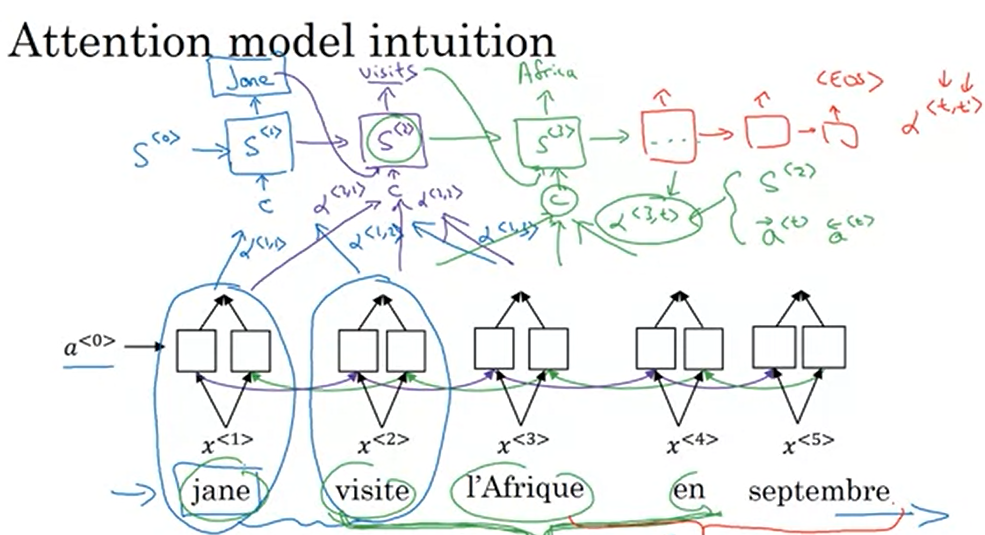 Attention model intuition
Jane visits Africa <EOS> ↓↓
S<0> S<1> S<2> S<3> ... α<t,t'>
c α<2,1> c α<2,2> c α<3,t> S<2>
α<1,1> α<1,2> α<1,3> a<t> a<t>
a<0>
x<1> x<2> x<3> x<4> x<5>
jane visite l'Afrique en septembre